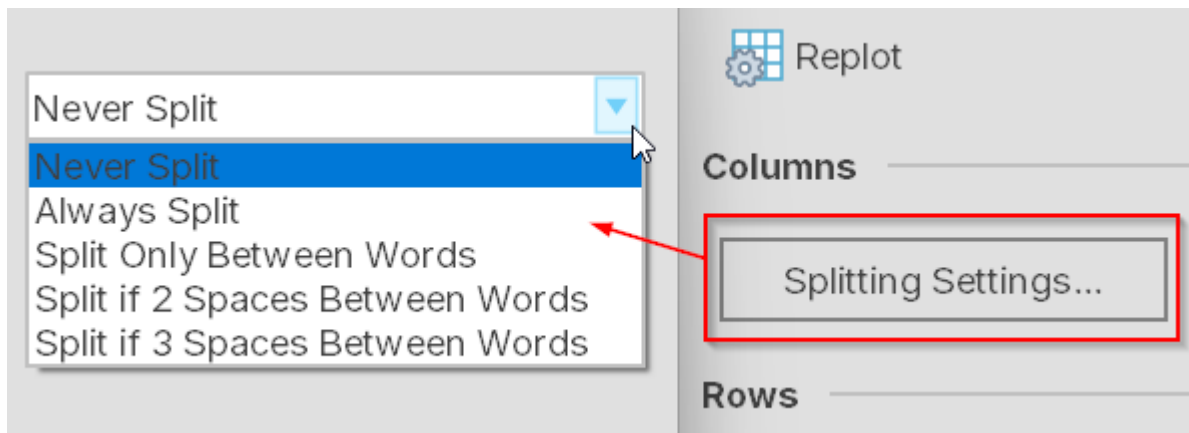 Never Split
Never Split
Always Split
Split Only Between Words
Split if 2 Spaces Between Words
Split if 3 Spaces Between Words
Replot
Columns
Splitting Settings...
Rows